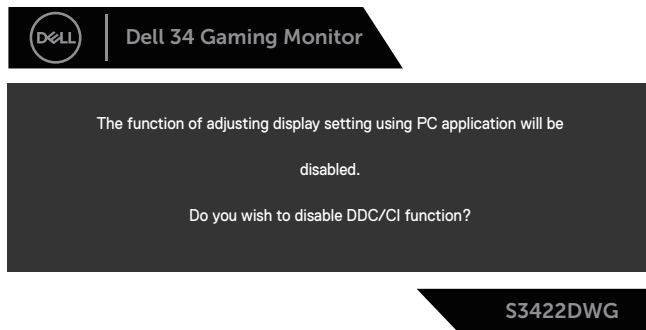 DELL
Dell 34 Gaming Monitor
The function of adjusting display setting using PC application will be
disabled.
Do you wish to disable DDC/CI function?
S3422DWG